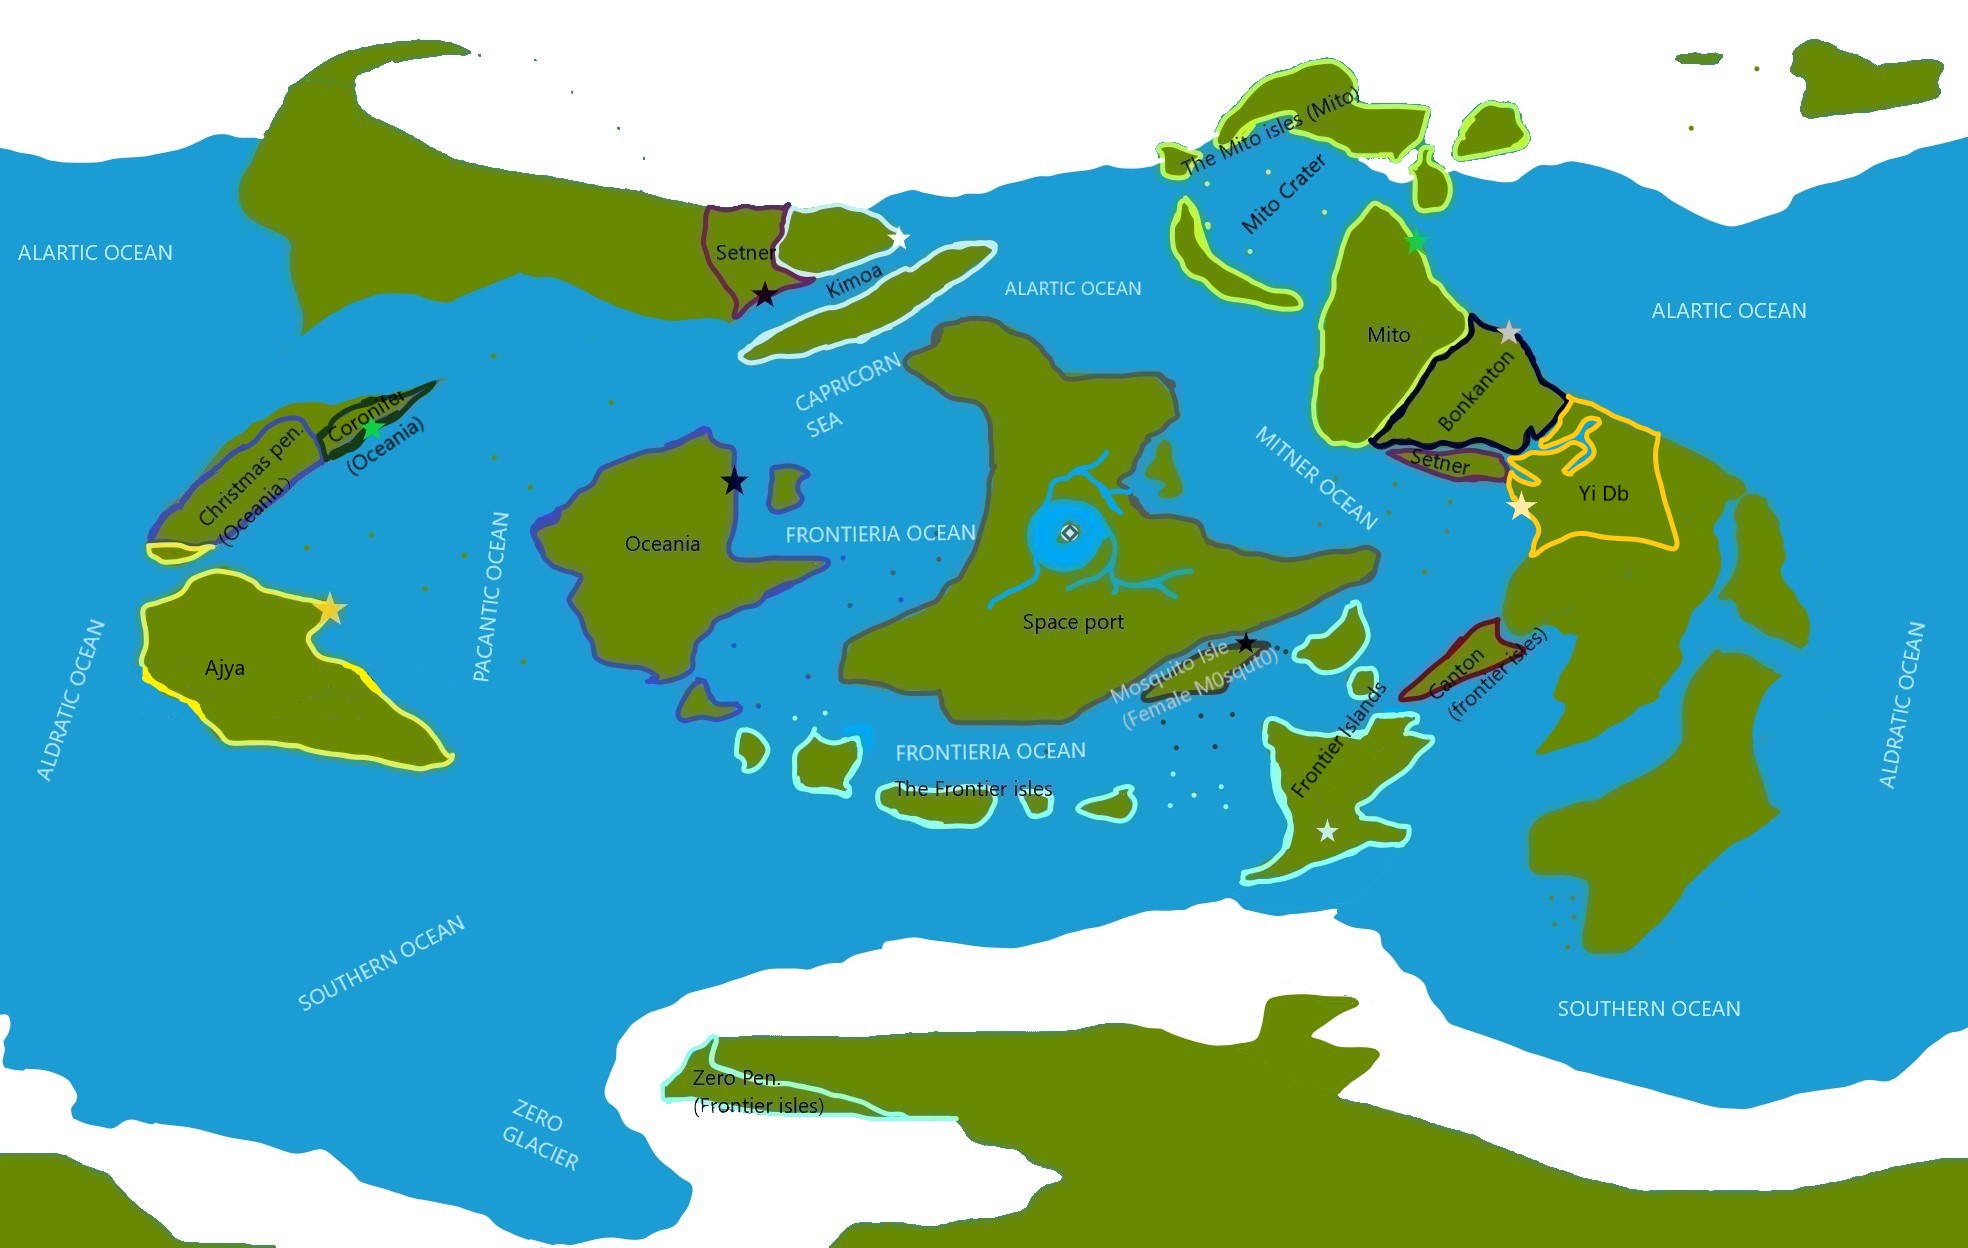 The Mito isles (Mito)
Mito Crater
ALARTIC OCEAN
Setner
Kimoa
ALARTIC OCEAN
ALARTIC OCEAN
Mito
CAPRICORN
SEA
Bonkanton
Coronifer
(Oceania)
Christmas pen.
(Oceania)
MITNER OCEAN
Setner
Yi Db
PACANTIC OCEAN
Oceania
FRONTIERIA OCEAN
Space port
Ajya
ALDRATIC OCEAN
Mosquito Isle
(Female M0squt0)
Canton
(frontier isles)
Frontier Islands
ALDRATIC OCEAN
FRONTIERIA OCEAN
The Frontier isles
SOUTHERN OCEAN
SOUTHERN OCEAN
Zero Pen.
(Frontier isles)
ZERO
GLACIER